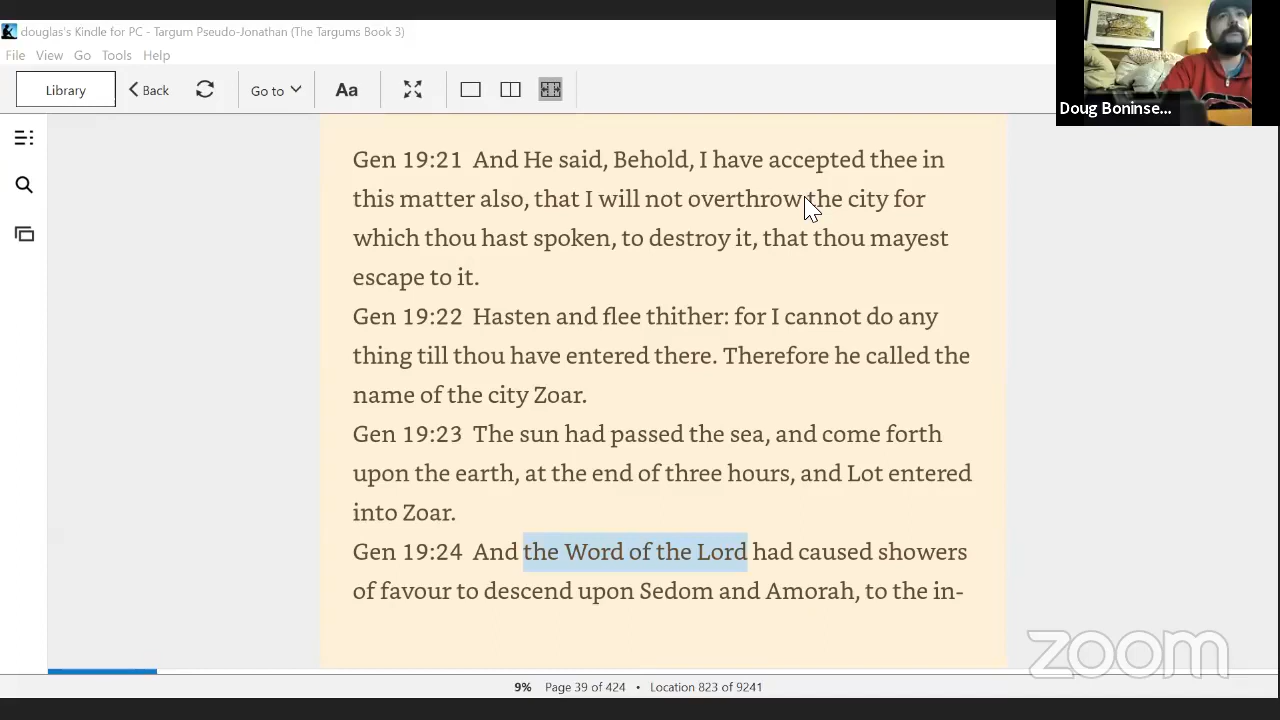 douglas's Kindle for PC - Targum Pseudo-Jonathan (The Targums Book 3)
File View Go Tools Help
Library Back Go to Aa
Doug Boninse...
Gen 19:21 And He said, Behold, I have accepted thee in
this matter also, that I will not overthrow the city for
which thou hast spoken, to destroy it, that thou mayest
escape to it.
Gen 19:22 Hasten and flee thither: for I cannot do any
thing till thou have entered there. Therefore he called the
name of the city Zoar.
Gen 19:23 The sun had passed the sea, and come forth
upon the earth, at the end of three hours, and Lot entered
into Zoar.
Gen 19:24 And the Word of the Lord had caused showers
of favour to descend upon Sedom and Amorah, to the in-
zoom
9% Page 39 of 424 • Location 823 of 9241